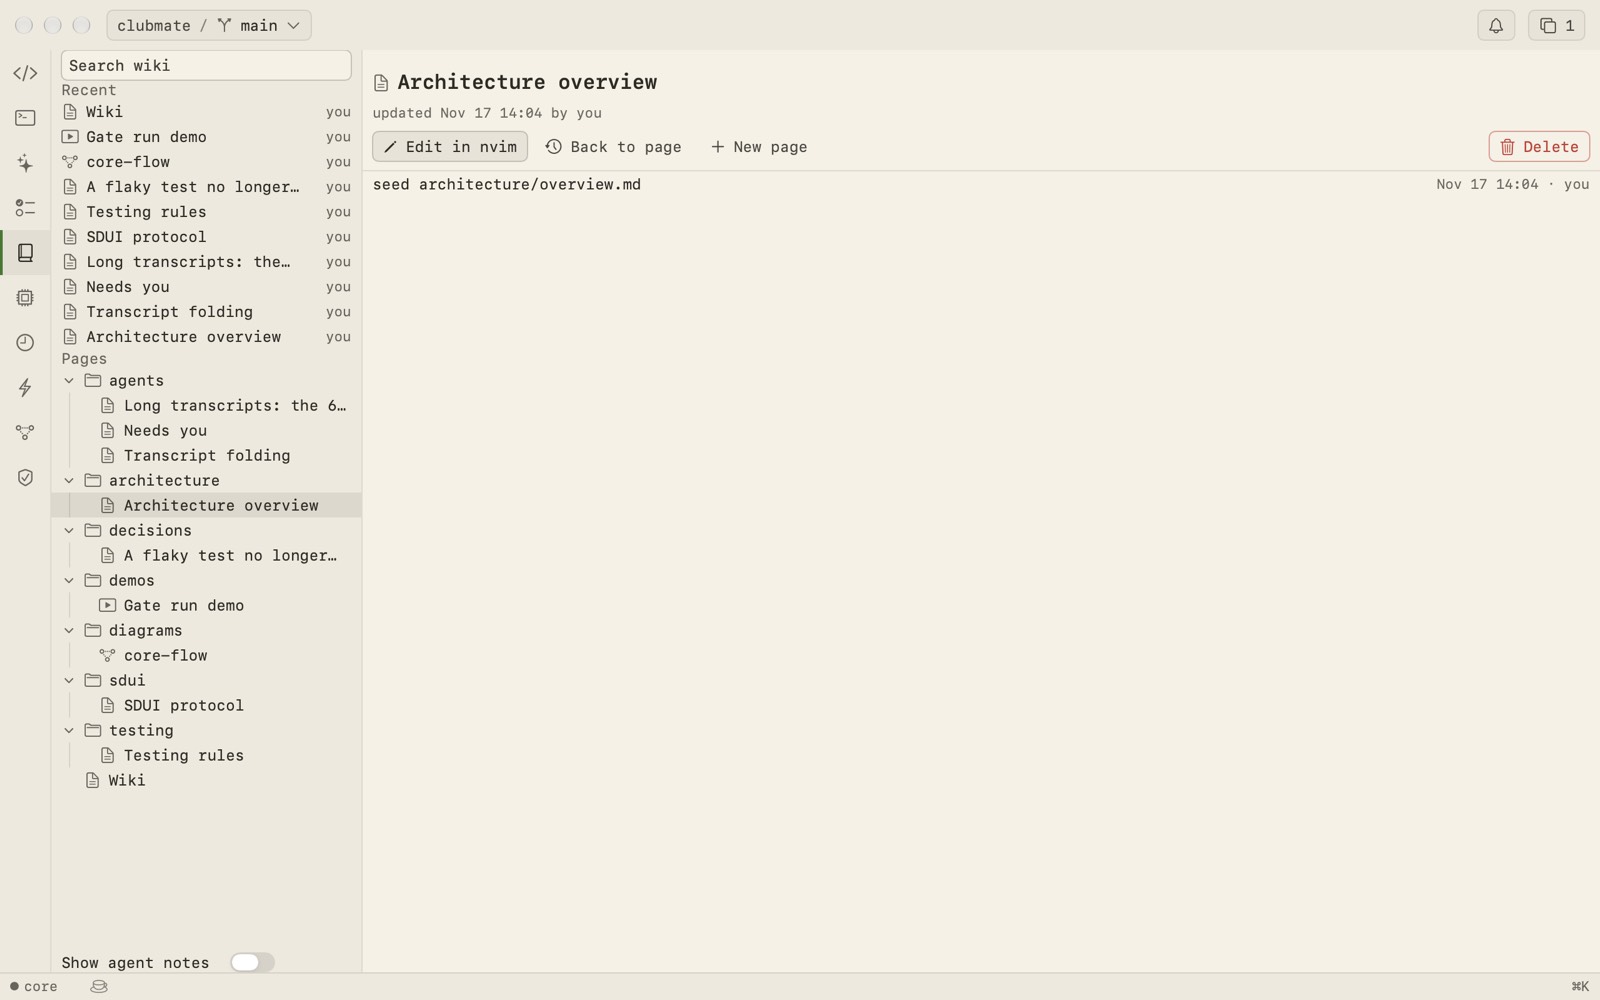 clubmate / main
1
Search wiki
Recent
Wiki you
Gate run demo you
core-flow you
A flaky test no longer… you
Testing rules you
SDUI protocol you
Long transcripts: the… you
Needs you you
Transcript folding you
Architecture overview you
Pages
agents
Long transcripts: the 6…
Needs you
Transcript folding
architecture
Architecture overview
decisions
A flaky test no longer…
demos
Gate run demo
diagrams
core-flow
sdui
SDUI protocol
testing
Testing rules
Wiki
Show agent notes
Architecture overview
updated Nov 17 14:04 by you
Edit in nvim Back to page + New page Delete
seed architecture/overview.md Nov 17 14:04 · you
core ⌘K